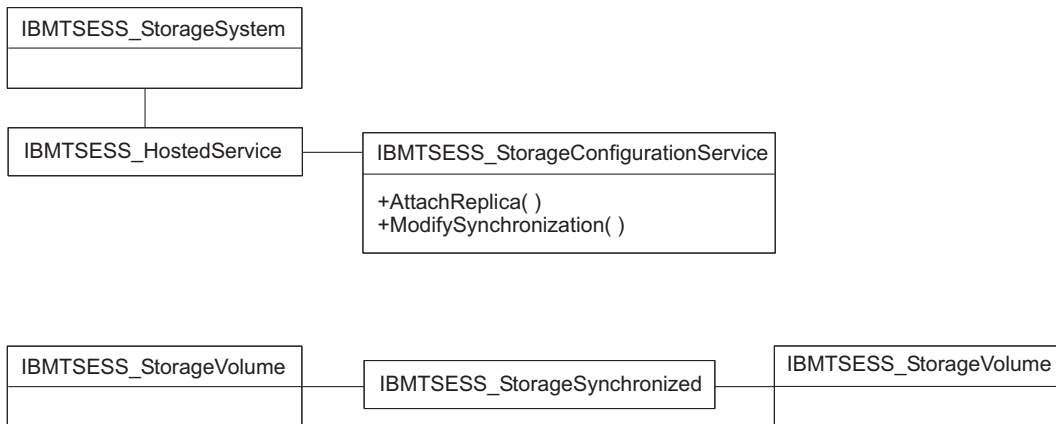 IBMTSESS_StorageSystem
IBMTSESS_HostedService
IBMTSESS_StorageConfigurationService
+AttachReplica( )
+ModifySynchronization( )
IBMTSESS_StorageVolume
IBMTSESS_StorageSynchronized
IBMTSESS_StorageVolume